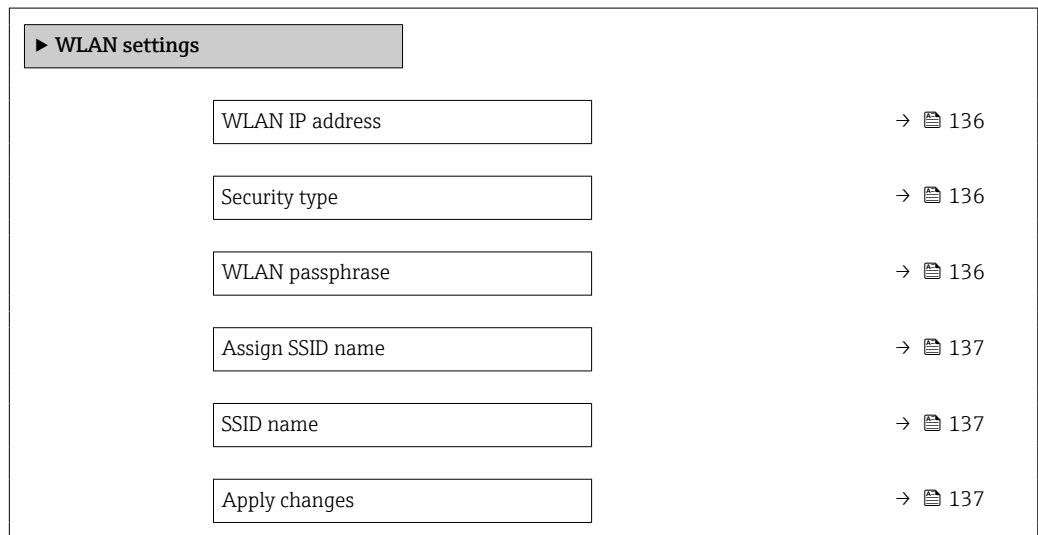 ▶ WLAN settings
WLAN IP address → 136
Security type → 136
WLAN passphrase → 136
Assign SSID name → 137
SSID name → 137
Apply changes → 137